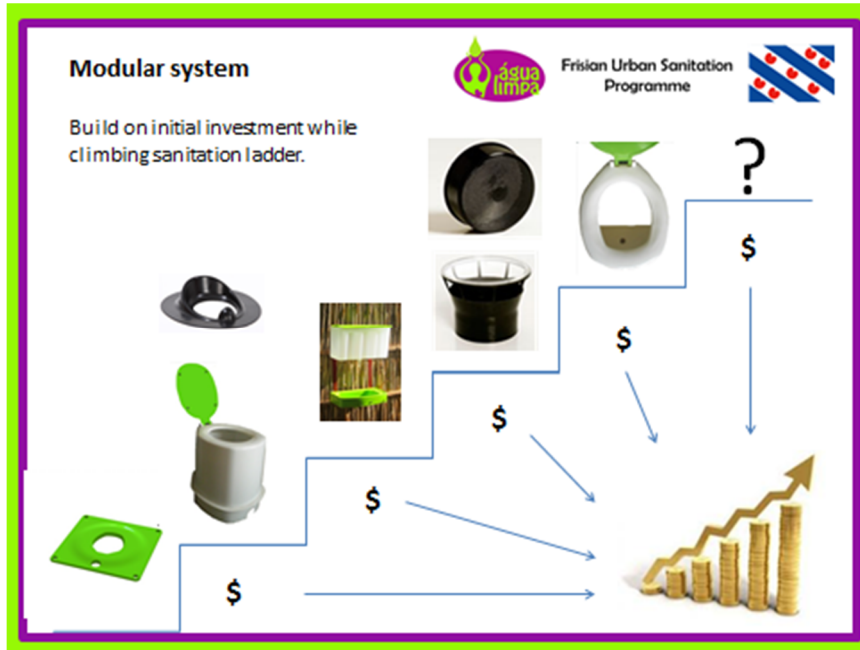 Modular system
água
limpa
Frisian Urban Sanitation
Programme
Build on initial investment while
climbing sanitation ladder.
?
$
$
$
$
$